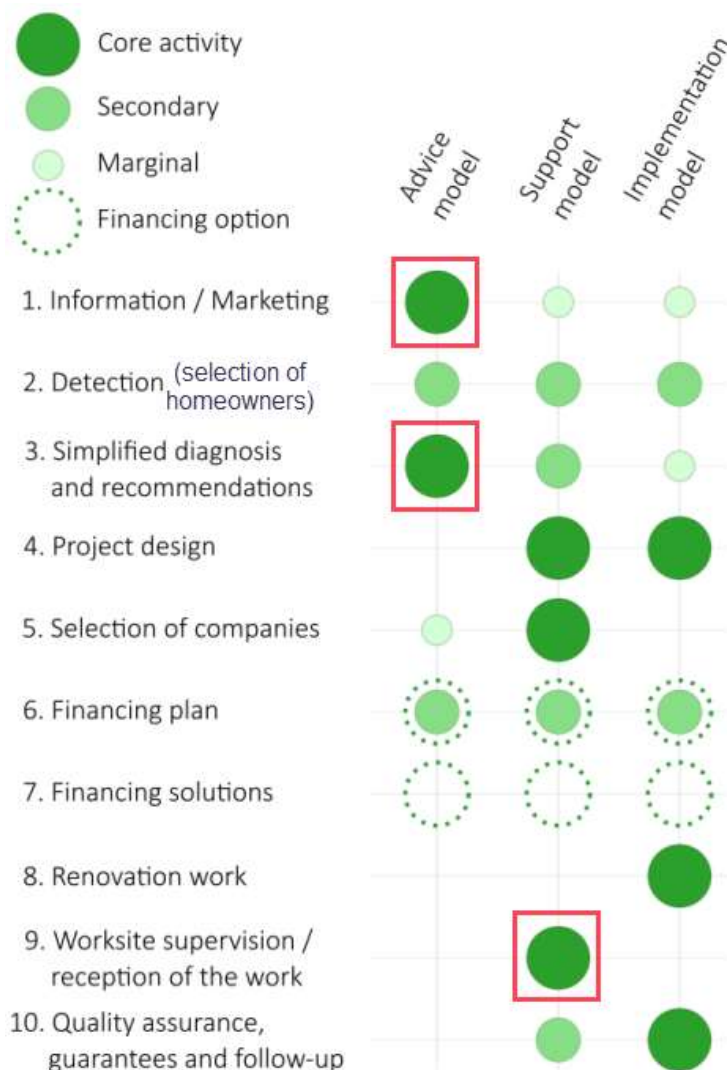 Core activity
Secondary
Marginal
Financing option
Advice
model
Support
model
Implementation
model
1. Information / Marketing
2. Detection (selection of
homeowners)
3. Simplified diagnosis
and recommendations
4. Project design
5. Selection of companies
6. Financing plan
7. Financing solutions
8. Renovation work
9. Worksite supervision /
reception of the work
10. Quality assurance,
guarantees and follow-up